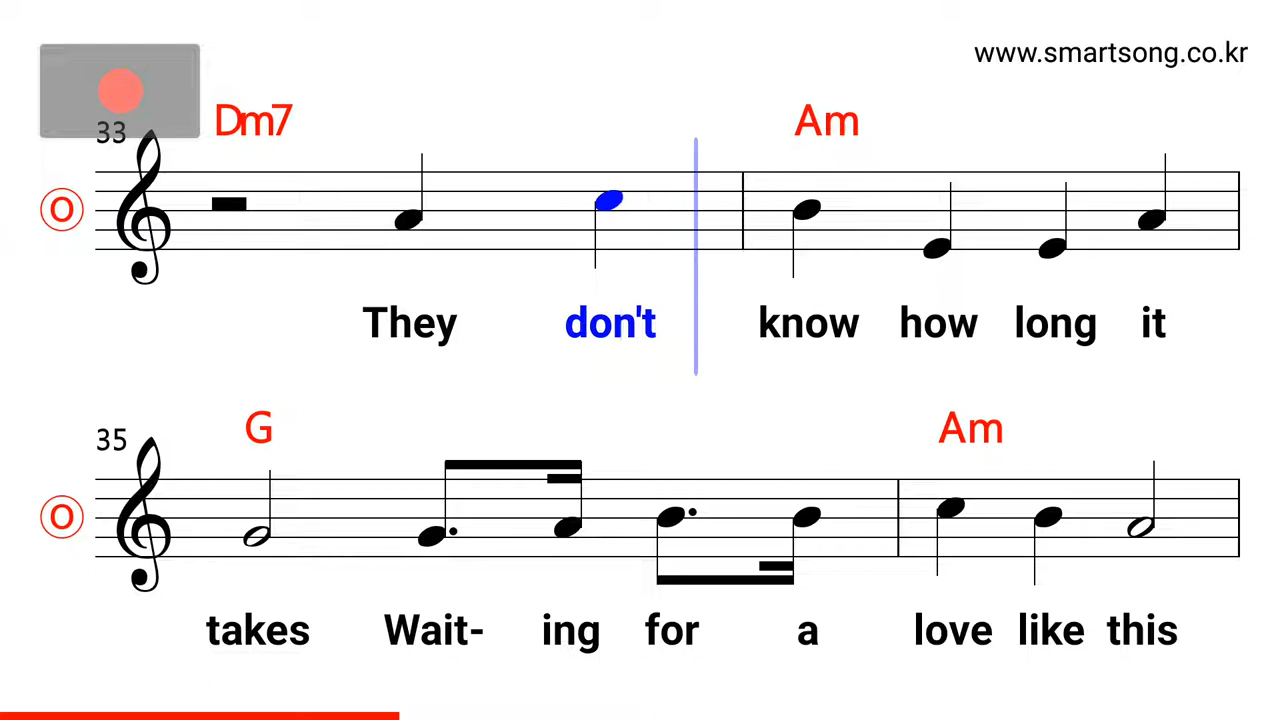 www.smartsong.co.kr
33 Dm7 Am
O
They don't know how long it
35 G Am
O
takes Wait- ing for a love like this